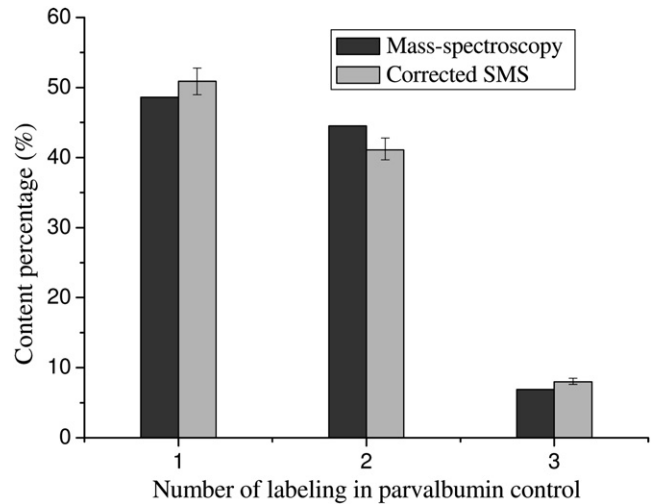 60
50
40
30
20
10
0
Content percentage (%)
Mass-spectroscopy
Corrected SMS
1 2 3
Number of labeling in parvalbumin control